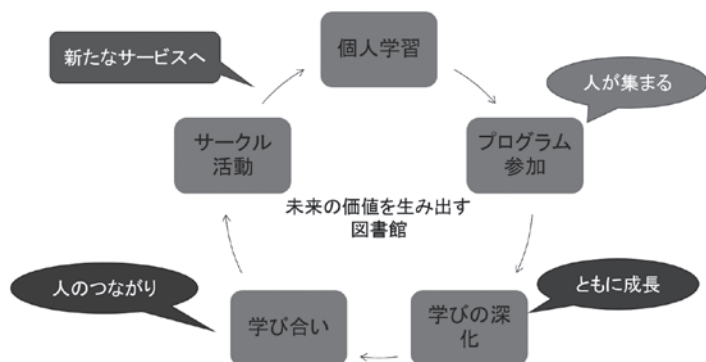 個人学習
新たなサービスへ
人が集まる
サークル
活動
プログラム
参加
未来の価値を生み出す
図書館
人のつながり
ともに成長
学び合い
学びの深
化